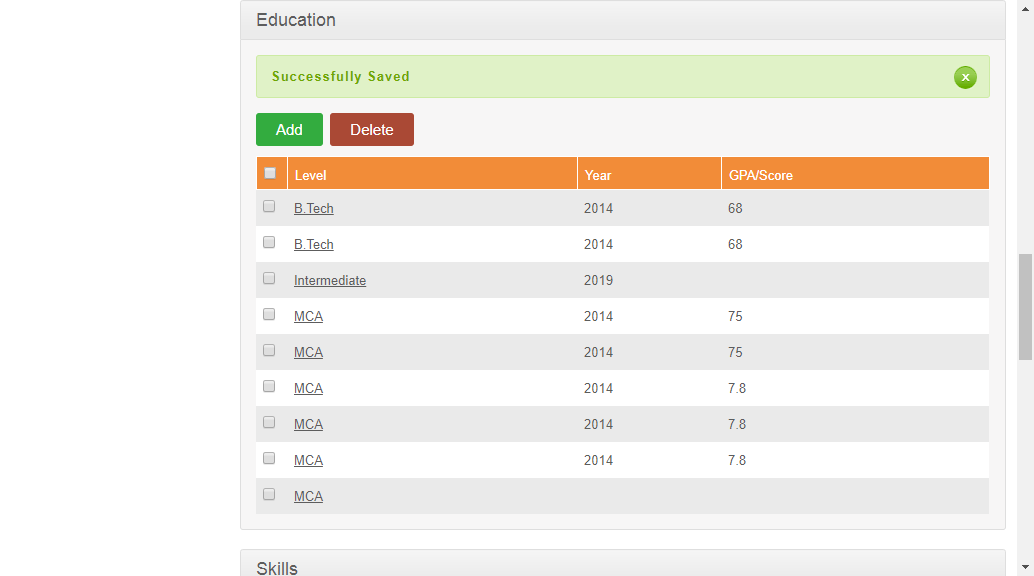 Education
Successfully Saved
x
Add Delete
Level Year GPA/Score
B.Tech 2014 68
B.Tech 2014 68
Intermediate 2019
MCA 2014 75
MCA 2014 75
MCA 2014 7.8
MCA 2014 7.8
MCA 2014 7.8
MCA
Skills